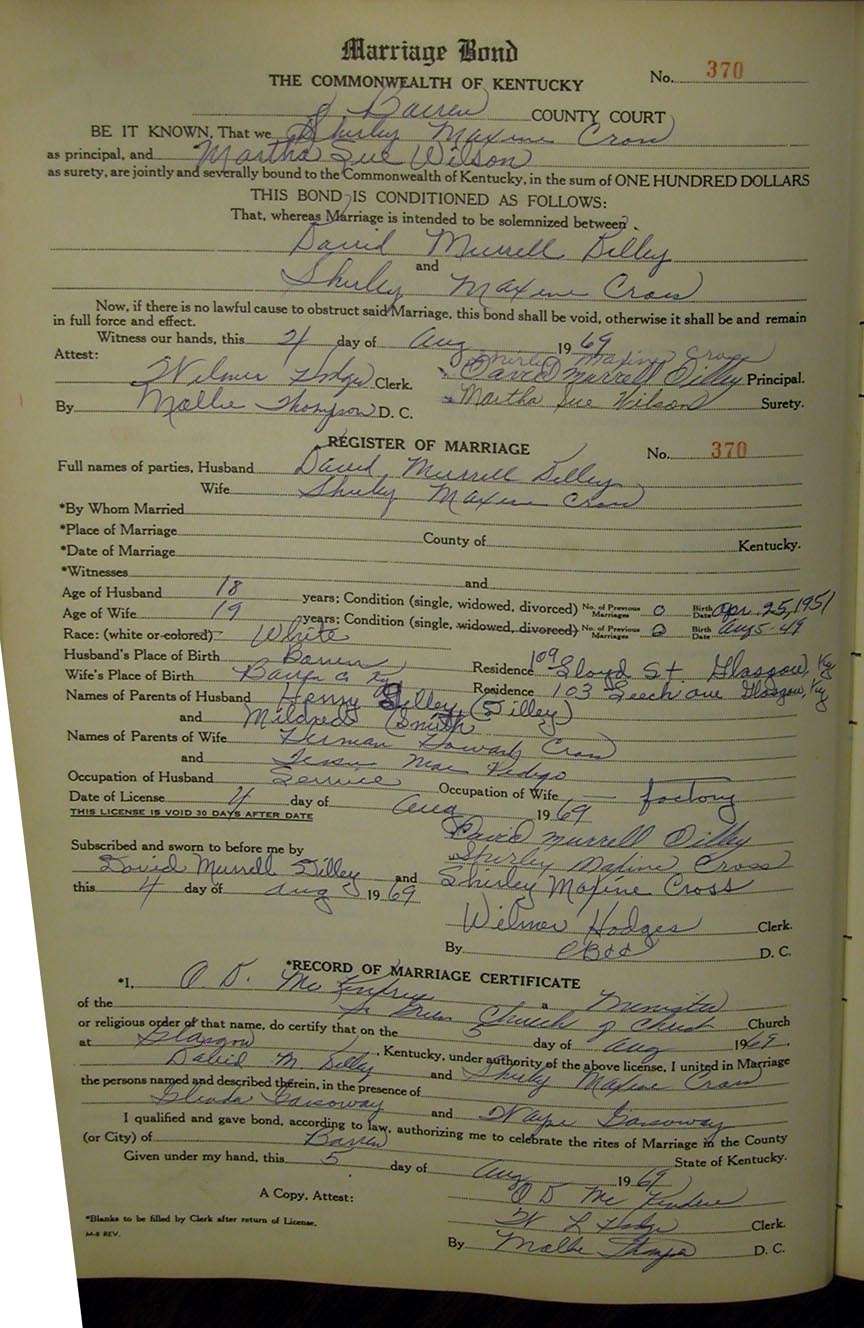 Marriage Bond
THE COMMONWEALTH OF KENTUCKY No. 370
Barren COUNTY COURT
BE IT KNOWN, That we Shirley Maxine Cross
as principal, and Martha Sue Wilson
as surety, are jointly and severally bound to the Commonwealth of Kentucky, in the sum of ONE HUNDRED DOLLARS
THIS BOND IS CONDITIONED AS FOLLOWS:
That, whereas Marriage is intended to be solemnized between
David Murrell Dilley
and
Shirley Maxine Cross
Now, if there is no lawful cause to obstruct said Marriage, this bond shall be void, otherwise it shall be and remain
in full force and effect.
Witness our hands, this 4 day of Aug 1969
Shirley Maxine Cross
Attest:
Wilmer Hodges Clerk. David Murrell Dilley Principal.
By Mollie Thompson D. C. Martha Sue Wilson Surety.
REGISTER OF MARRIAGE No. 370
Full names of parties, Husband David Murrell Dilley
Wife Shirley Maxine Cross
*By Whom Married
*Place of Marriage County of Kentucky.
*Date of Marriage
*Witnesses and
Age of Husband 18 years; Condition (single, widowed, divorced) No. of Previous Marriages 0 Birth Date Apr. 25, 1951
Age of Wife 19 years; Condition (single, widowed, divorced) No. of Previous Marriages 0 Birth Date Aug 5-49
Race: (white or colored) White
Husband's Place of Birth Barren Residence 109 Lloyd St Glasgow, Ky
Wife's Place of Birth Barren Co Ky Residence 103 Leech ave Glasgow, Ky
Names of Parents of Husband Henry Dilley (Dilley)
and Mildred (Smith)
Names of Parents of Wife Herman Howard Cross
and Jessie Mae Pedigo
Occupation of Husband Service Occupation of Wife factory
Date of License 4 day of Aug 1969
THIS LICENSE IS VOID 30 DAYS AFTER DATE
David Murrell Dilley
Subscribed and sworn to before me by Shirley Maxine Cross
David Murrell Dilley and Shirley Maxine Cross
this 4 day of Aug 1969
Wilmer Hodges Clerk.
By D. C.
*RECORD OF MARRIAGE CERTIFICATE
*I, O. D. Mc a Minister
of the Church of Christ Church
or religious order of that name, do certify that on the 5 day of Aug 1969.
at Glasgow, Kentucky, under authority of the above license, I united in Marriage
David M. Dilley and Shirley Maxine Cross
the persons named and described therein, in the presence of
Glenda and Wayne
I qualified and gave bond, according to law, authorizing me to celebrate the rites of Marriage in the County
(or City) of Barren State of Kentucky.
Given under my hand, this 5 day of Aug 1969
A Copy, Attest: O D Mc
*Blanks to be filled by Clerk after return of License. W L Hodges Clerk.
M-8 REV. By Mollie Thompson D. C.